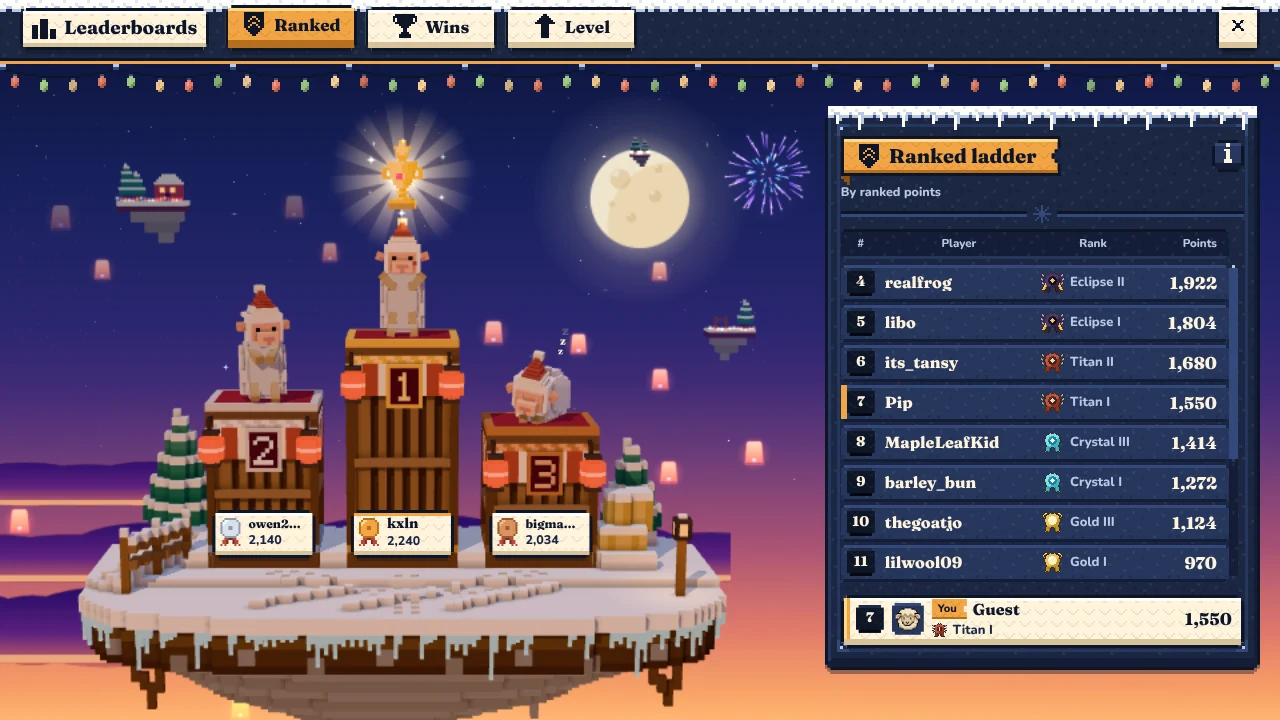 Leaderboards
Ranked
Wins
Level
×
Ranked ladder
i
By ranked points
# Player Rank Points
4 realfrog Eclipse II 1,922
5 libo Eclipse I 1,804
6 its_tansy Titan II 1,680
7 Pip Titan I 1,550
8 MapleLeafKid Crystal III 1,414
9 barley_bun Crystal I 1,272
10 thegoatjo Gold III 1,124
11 lilwool09 Gold I 970
7 You Guest 1,550
Titan I
z
z
z
1
2
3
owen2...
2,140
kxln
2,240
bigma...
2,034